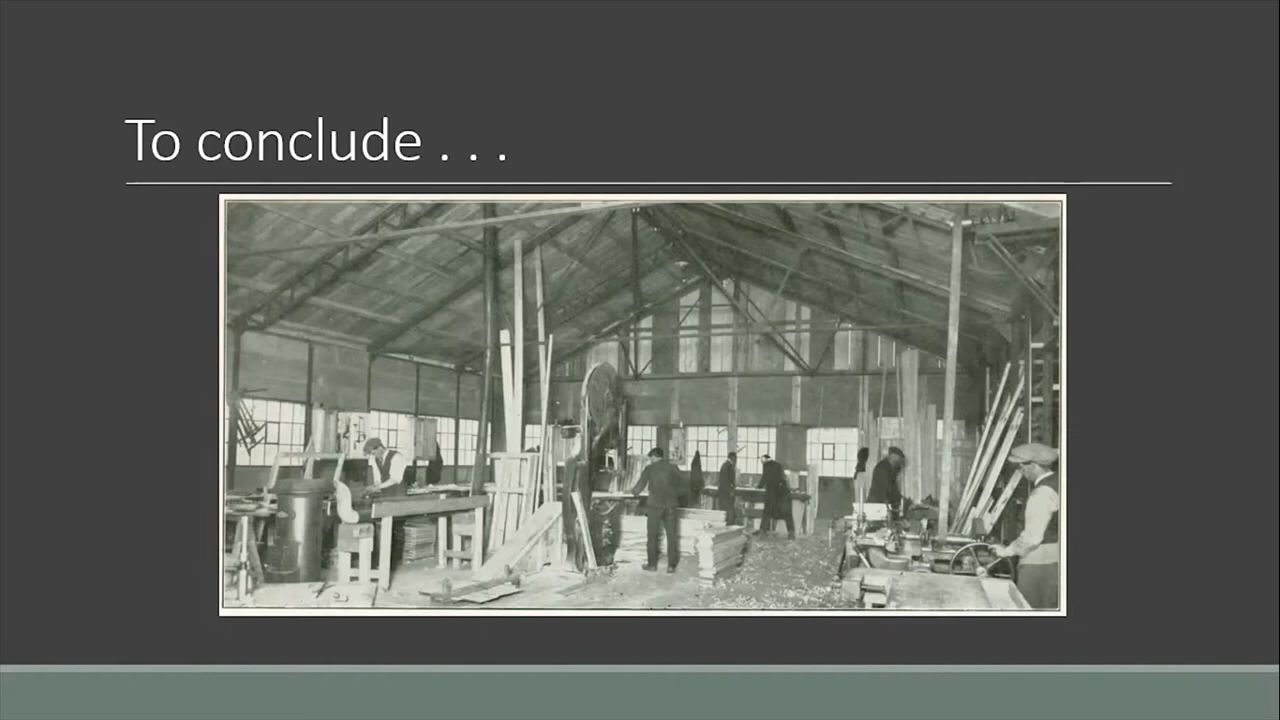 To conclude . . .